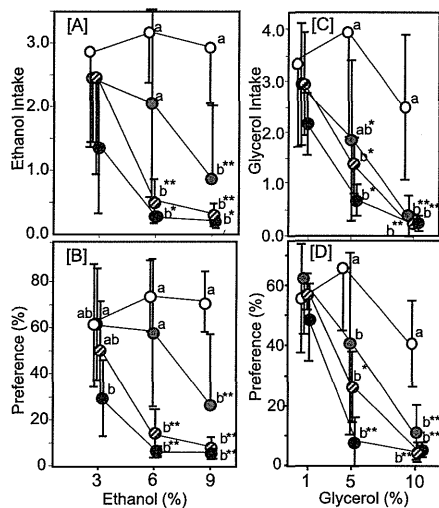 [A]
Ethanol Intake
3.0
2.0
1.0
0.0
a
a
a
b**
b**
b*
b**
b*
[C]
Glycerol Intake
4.0
3.0
2.0
1.0
0.0
a
a
ab*
b*
b*
b**
b**
b**
[B]
Preference (%)
80
60
40
20
0
ab
a
ab
b
a
a
a
b**
b**
b**
b**
b**
3
6
9
Ethanol (%)
[D]
Preference (%)
80
60
40
20
0
a
b
b*
b**
a
b**
b**
b**
1
5
10
Glycerol (%)